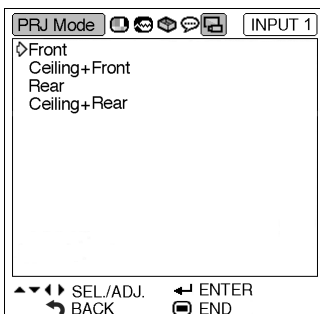 PRJ Mode INPUT 1
Front
Ceiling+Front
Rear
Ceiling+Rear
SEL./ADJ. ENTER
BACK END